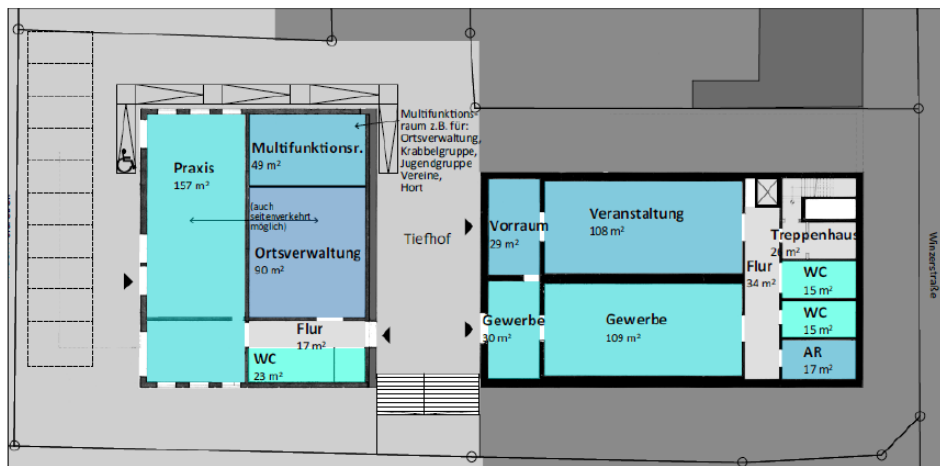 Multifunktions-
raum z.B. für:
Ortsverwaltung,
Krabbelgruppe,
Jugendgruppe
Vereine,
Hort
Multifunktionsr.
49 m²
Praxis
157 m²
(auch
seitenverkehrt
möglich)
Ortsverwaltung
90 m²
Tiefhof
Flur
17 m²
WC
23 m²
Vorraum
29 m²
Veranstaltung
108 m²
Treppenhaus
26 m²
Flur
34 m²
WC
15 m²
WC
15 m²
AR
17 m²
Gewerbe
30 m²
Gewerbe
109 m²
Winzerstraße